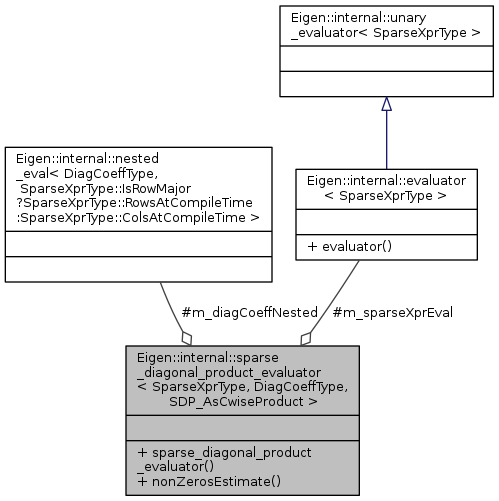 Eigen::internal::unary
_evaluator< SparseXprType >
Eigen::internal::nested
_eval< DiagCoeffType,
SparseXprType::IsRowMajor
?SparseXprType::RowsAtCompileTime
:SparseXprType::ColsAtCompileTime >
Eigen::internal::evaluator
< SparseXprType >
+ evaluator()
#m_diagCoeffNested
#m_sparseXprEval
Eigen::internal::sparse
_diagonal_product_evaluator
< SparseXprType, DiagCoeffType,
SDP_AsCwiseProduct >
+ sparse_diagonal_product
_evaluator()
+ nonZerosEstimate()